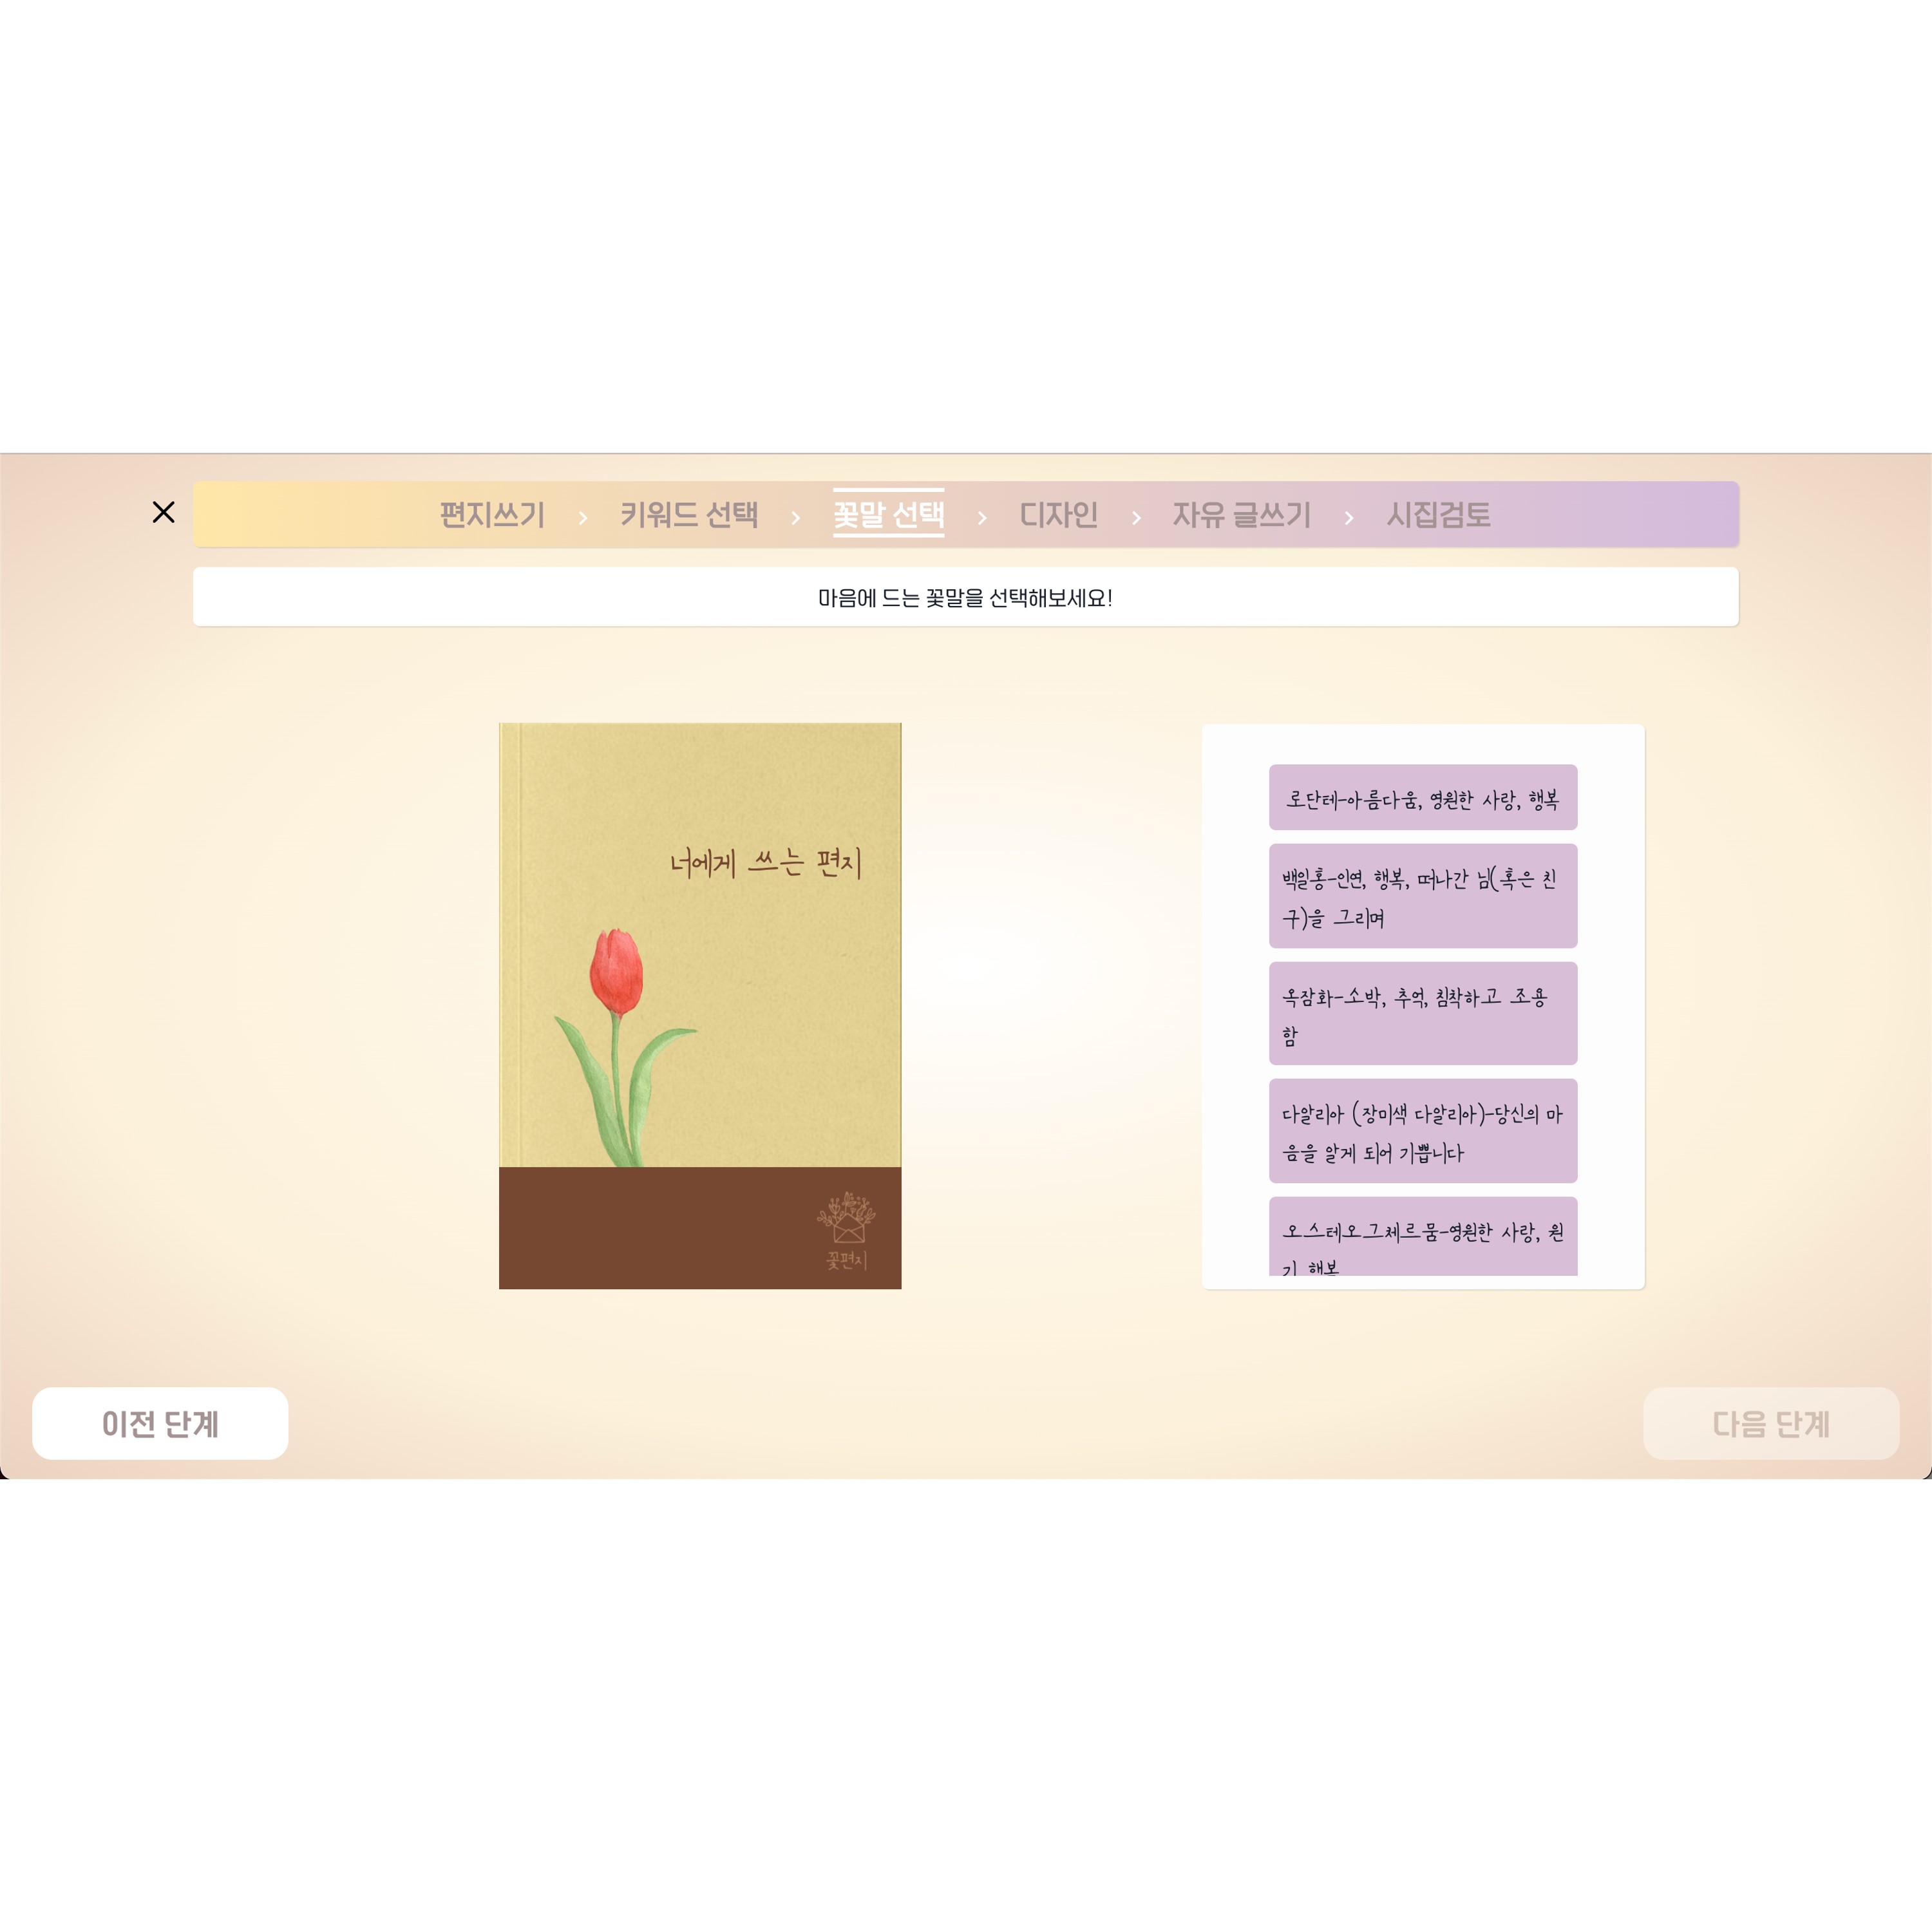 편지쓰기 > 키워드 선택 > 꽃말 선택 > 디자인 > 자유 글쓰기 > 시집검토
마음에 드는 꽃말을 선택해보세요!
너에게 쓰는 편지
꽃편지
로단테-아름다움, 영원한 사랑, 행복
백일홍-인연, 행복, 떠나간 님(혹은 친
구)을 그리며
옥잠화-소박, 추억, 침착하고 조용
함
다알리아 (장미색 다알리아)-당신의 마
음을 알게 되어 기쁩니다
오스테오그체르뭄-영원한 사랑, 원
기 행복
이전 단계
다음 단계